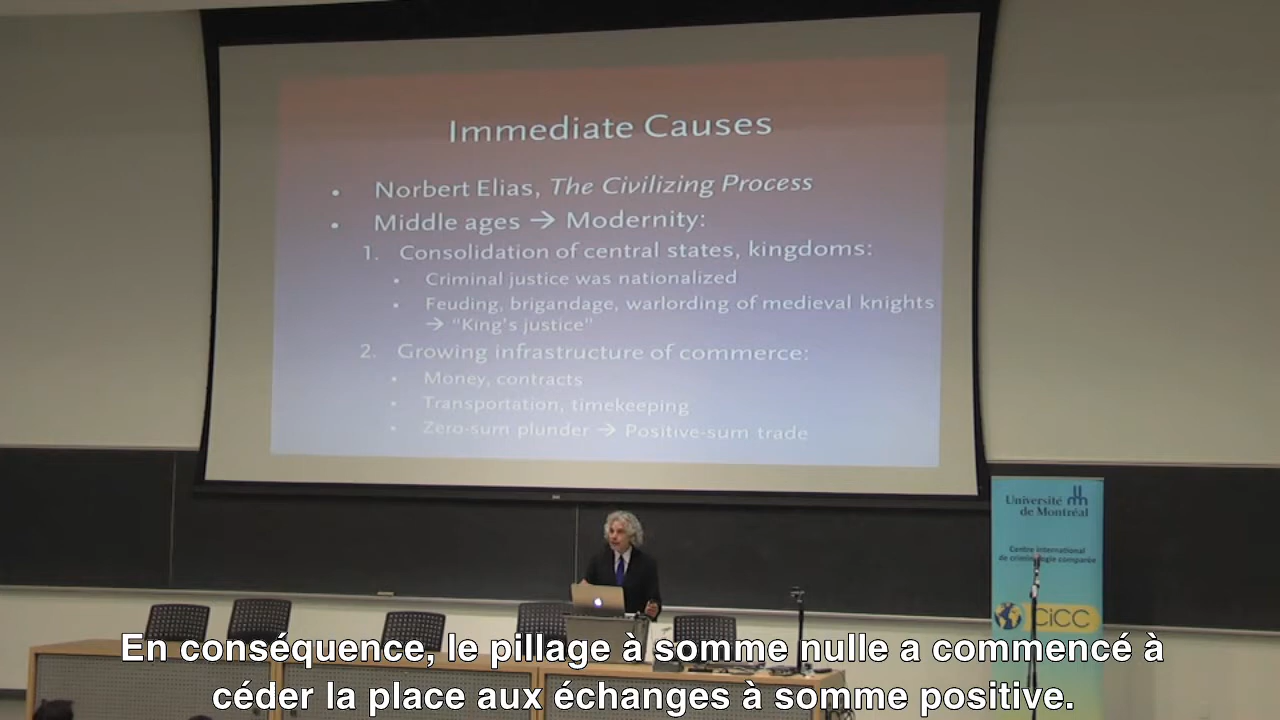 Immediate Causes
• Norbert Elias, The Civilizing Process
• Middle ages → Modernity:
1. Consolidation of central states, kingdoms:
• Criminal justice was nationalized
• Feuding, brigandage, warlording of medieval knights
→ "King's justice"
2. Growing infrastructure of commerce:
• Money, contracts
• Transportation, timekeeping
• Zero-sum plunder → Positive-sum trade
Université
de Montréal
Centre international
de criminologie comparée
CiCC
En conséquence, le pillage à somme nulle a commencé à
céder la place aux échanges à somme positive.